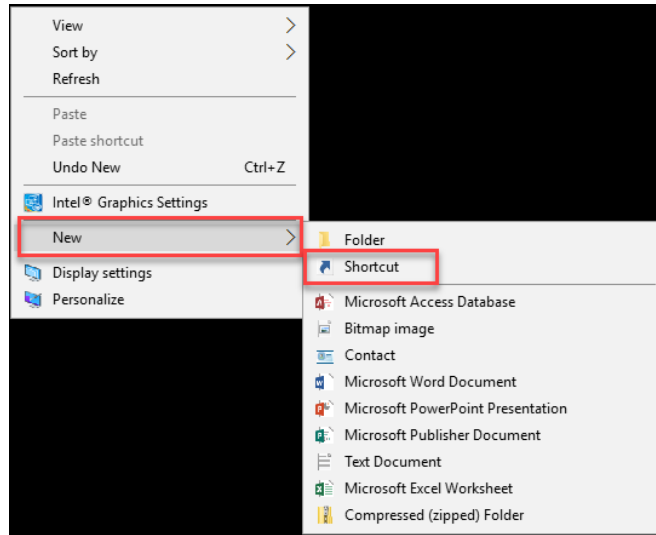 View
Sort by
Refresh
Paste
Paste shortcut
Undo New Ctrl+Z
Intel® Graphics Settings
New
Display settings
Personalize
Folder
Shortcut
Microsoft Access Database
Bitmap image
Contact
Microsoft Word Document
Microsoft PowerPoint Presentation
Microsoft Publisher Document
Text Document
Microsoft Excel Worksheet
Compressed (zipped) Folder